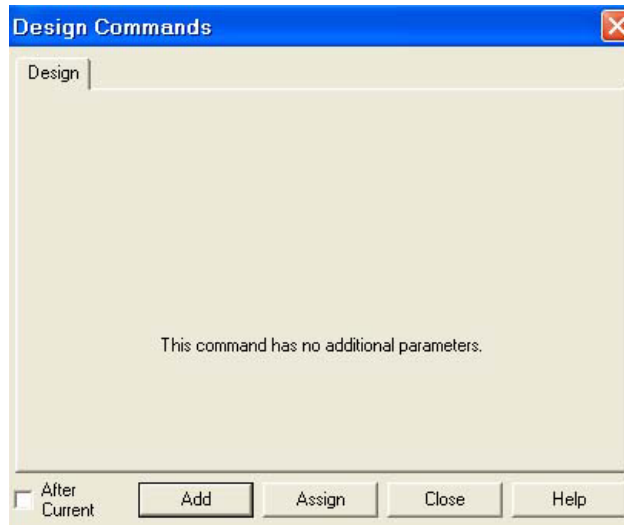 Design Commands
Design
This command has no additional parameters.
After
Current
Add
Assign
Close
Help